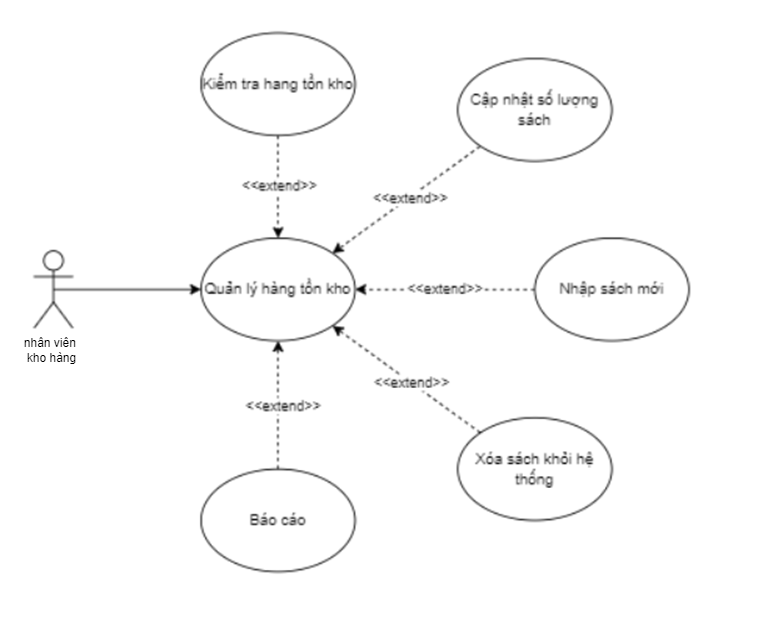 Kiểm tra hang tồn kho
Cập nhật số lượng
sách
<<extend>>
<<extend>>
Quản lý hàng tồn kho
<<extend>>
Nhập sách mới
nhân viên
kho hàng
<<extend>>
<<extend>>
Xóa sách khỏi hệ
thống
Báo cáo